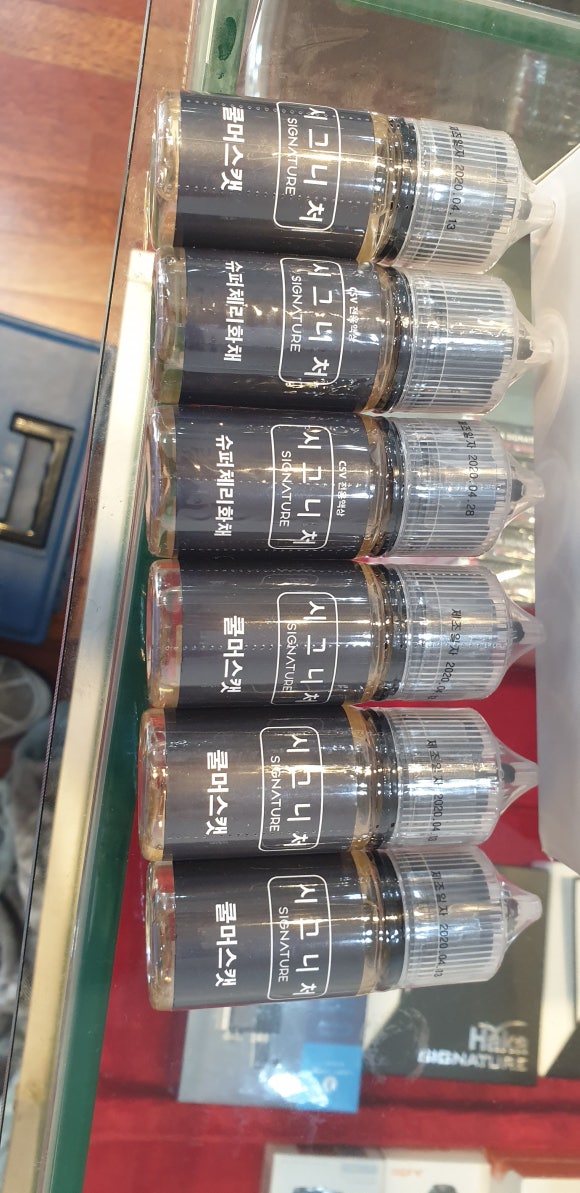 시그니처
SIGNATURE
쿨머스캣
제조일자 2020.04.13
CSV 전용액상
시그니처
SIGNATURE
슈퍼체리화채
CSV 전용액상
시그니처
SIGNATURE
슈퍼체리화채
제조일자 2020.04.28
시그니처
SIGNATURE
쿨머스캣
제조일자 2020.
시그니처
SIGNATURE
쿨머스캣
제조일자 2020.04.
시그니처
SIGNATURE
쿨머스캣
제조일자 2020.04.13
Haka
SIGNATURE